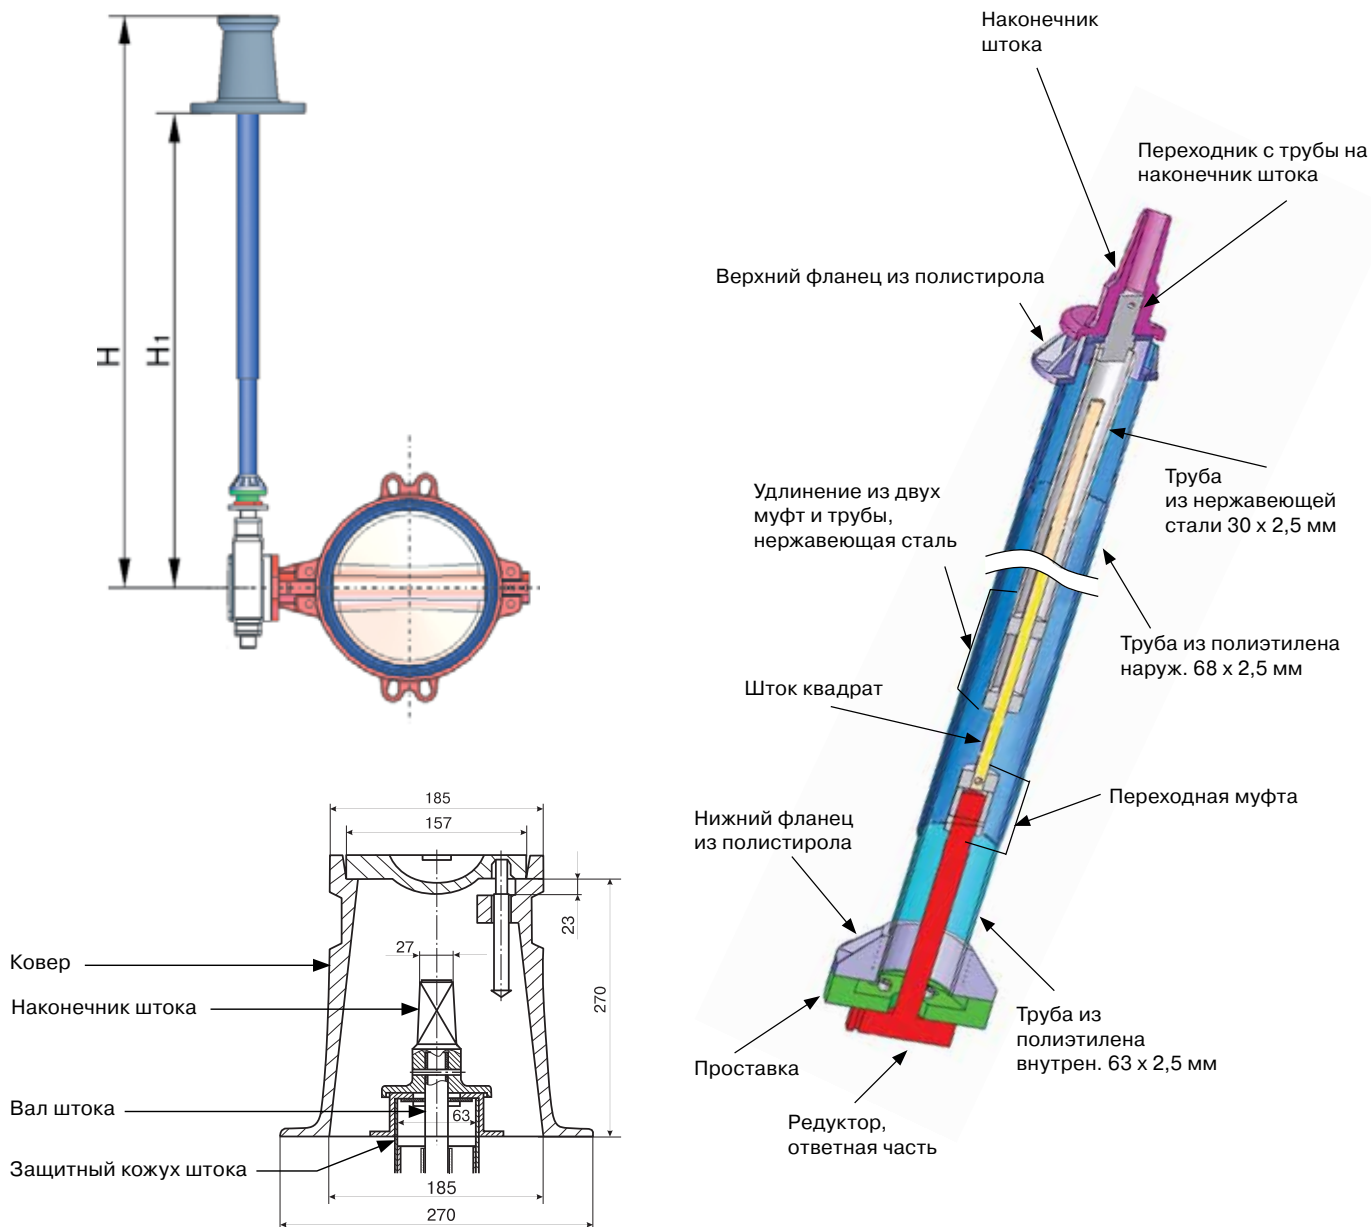 H
H1
Наконечник
штока
Переходник с трубы на
наконечник штока
Верхний фланец из полистирола
Труба
из нержавеющей
стали 30 х 2,5 мм
Удлинение из двух
муфт и трубы,
нержавеющая сталь
Труба из полиэтилена
наруж. 68 х 2,5 мм
Шток квадрат
Переходная муфта
Нижний фланец
из полистирола
Проставка
Труба из
полиэтилена
внутрен. 63 х 2,5 мм
Редуктор,
ответная часть
185
157
23
27
270
Ковер
Наконечник штока
Вал штока
63
Защитный кожух штока
185
270